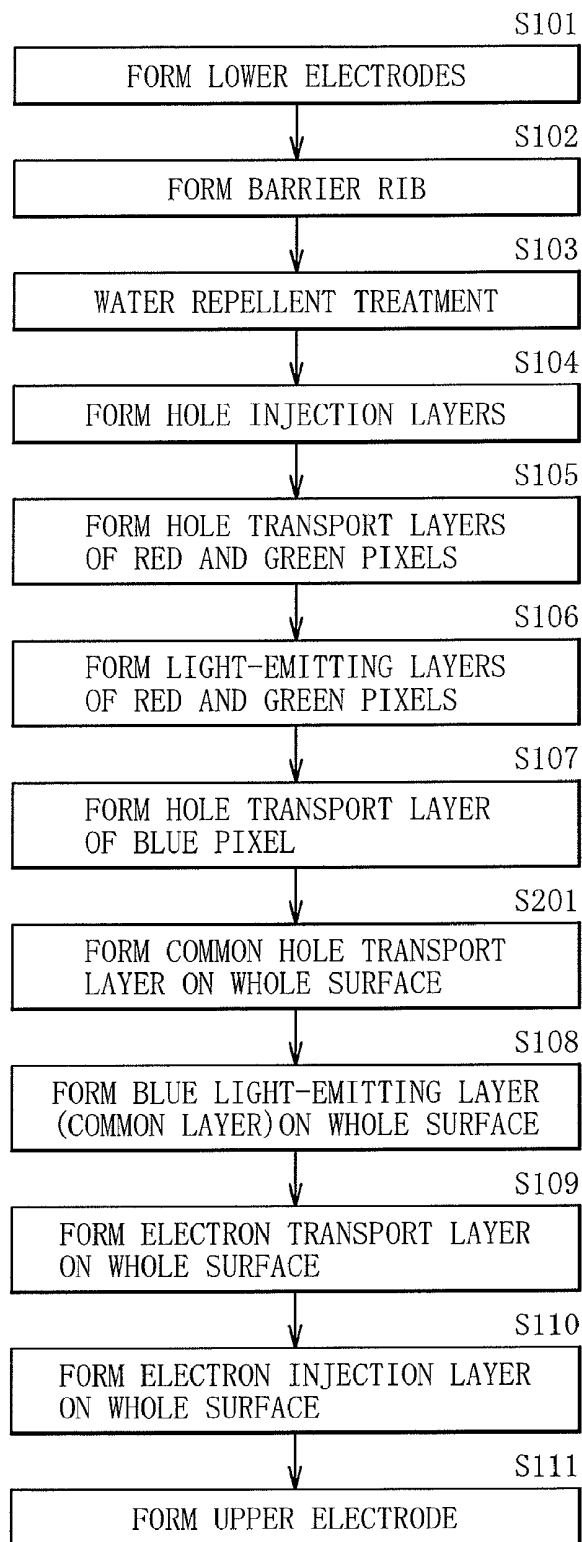 S101
FORM LOWER ELECTRODES
S102
FORM BARRIER RIB
S103
WATER REPELLENT TREATMENT
S104
FORM HOLE INJECTION LAYERS
S105
FORM HOLE TRANSPORT LAYERS
OF RED AND GREEN PIXELS
S106
FORM LIGHT-EMITTING LAYERS
OF RED AND GREEN PIXELS
S107
FORM HOLE TRANSPORT LAYER
OF BLUE PIXEL
S201
FORM COMMON HOLE TRANSPORT
LAYER ON WHOLE SURFACE
S108
FORM BLUE LIGHT-EMITTING LAYER
(COMMON LAYER)ON WHOLE SURFACE
S109
FORM ELECTRON TRANSPORT LAYER
ON WHOLE SURFACE
S110
FORM ELECTRON INJECTION LAYER
ON WHOLE SURFACE
S111
FORM UPPER ELECTRODE